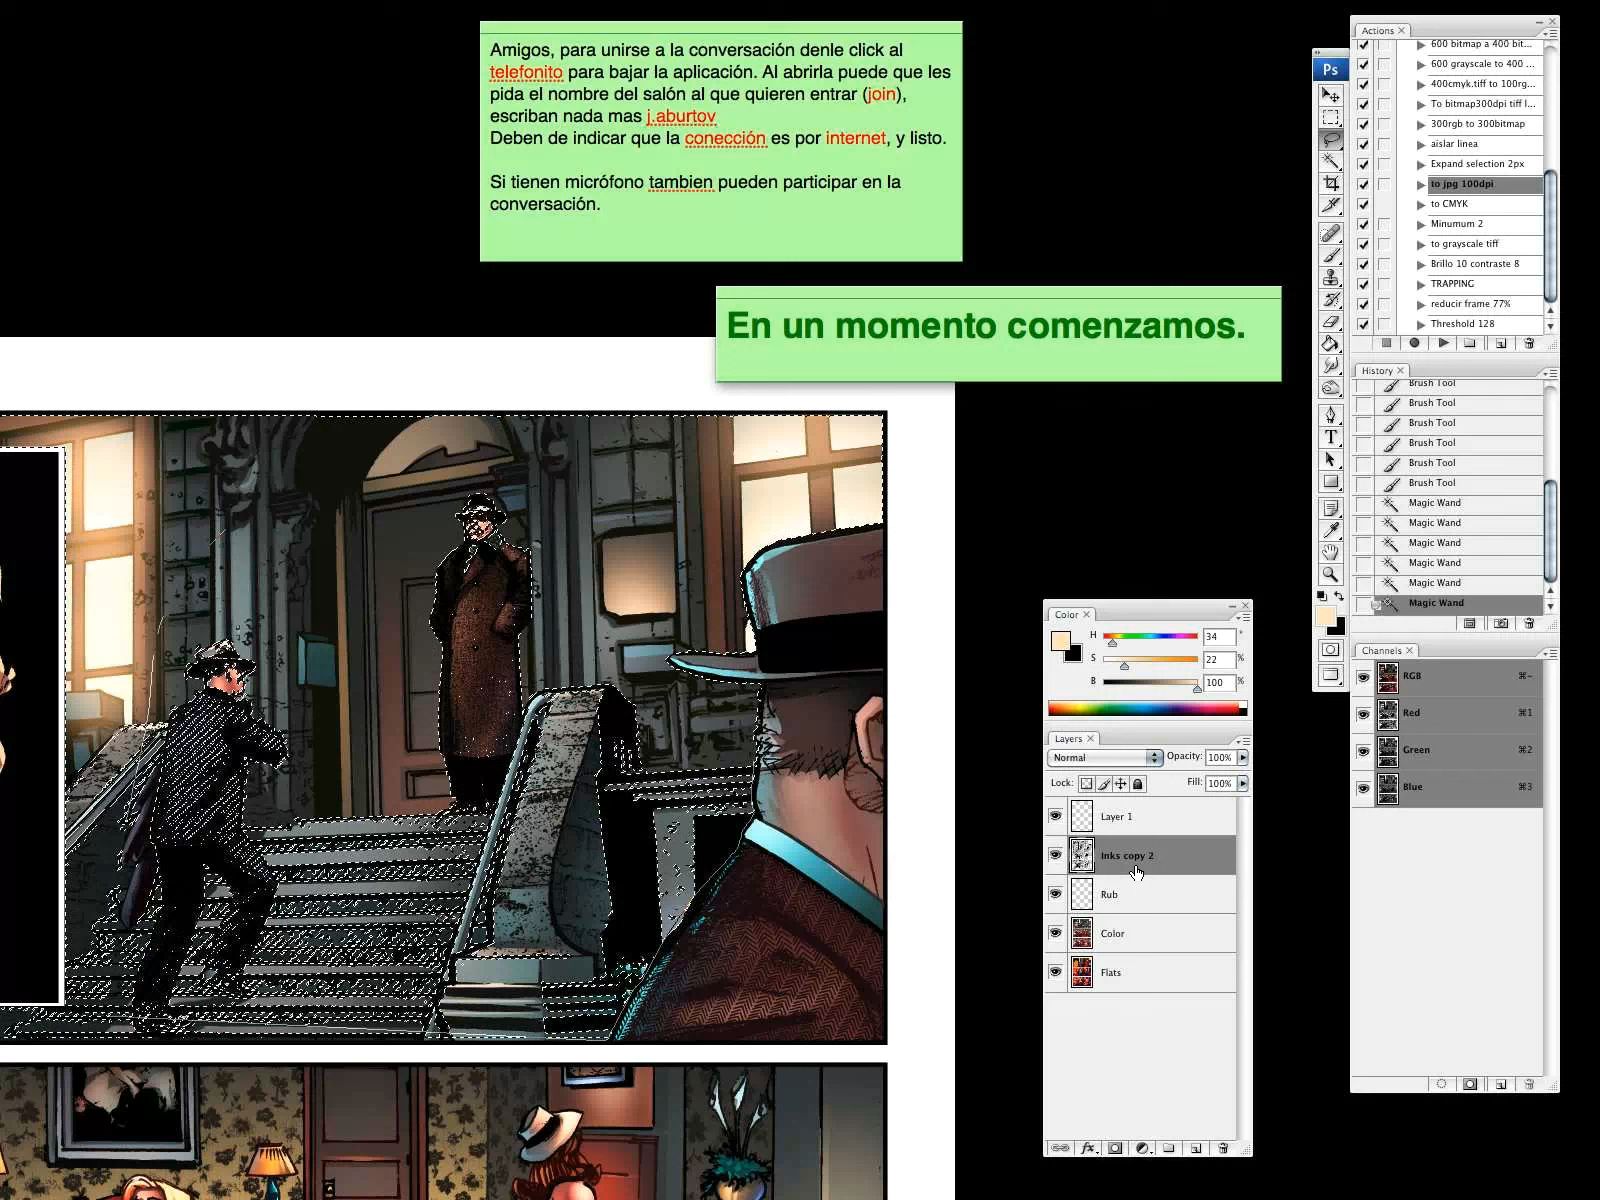 Amigos, para unirse a la conversación denle click al
telefonito para bajar la aplicación. Al abrirla puede que les
pida el nombre del salón al que quieren entrar (join),
escriban nada mas j.aburtov
Deben de indicar que la conección es por internet, y listo.
Si tienen micrófono tambien pueden participar en la
conversación.
En un momento comenzamos.
Ps
T
Actions
600 bitmap a 400 bit...
600 grayscale to 400 ...
400cmyk.tiff to 100rg...
To bitmap300dpi tiff l...
300rgb to 300bitmap
aislar linea
Expand selection 2px
to jpg 100dpi
to CMYK
Minumum 2
to grayscale tiff
Brillo 10 contraste 8
TRAPPING
reducir frame 77%
Threshold 128
History
Brush Tool
Brush Tool
Brush Tool
Brush Tool
Brush Tool
Brush Tool
Magic Wand
Magic Wand
Magic Wand
Magic Wand
Magic Wand
Magic Wand
Channels
RGB ⌘~
Red ⌘1
Green ⌘2
Blue ⌘3
Color
H 34 °
S 22 %
B 100 %
Layers
Normal Opacity: 100%
Lock: Fill: 100%
Layer 1
Inks copy 2
Rub
Color
Flats
fx